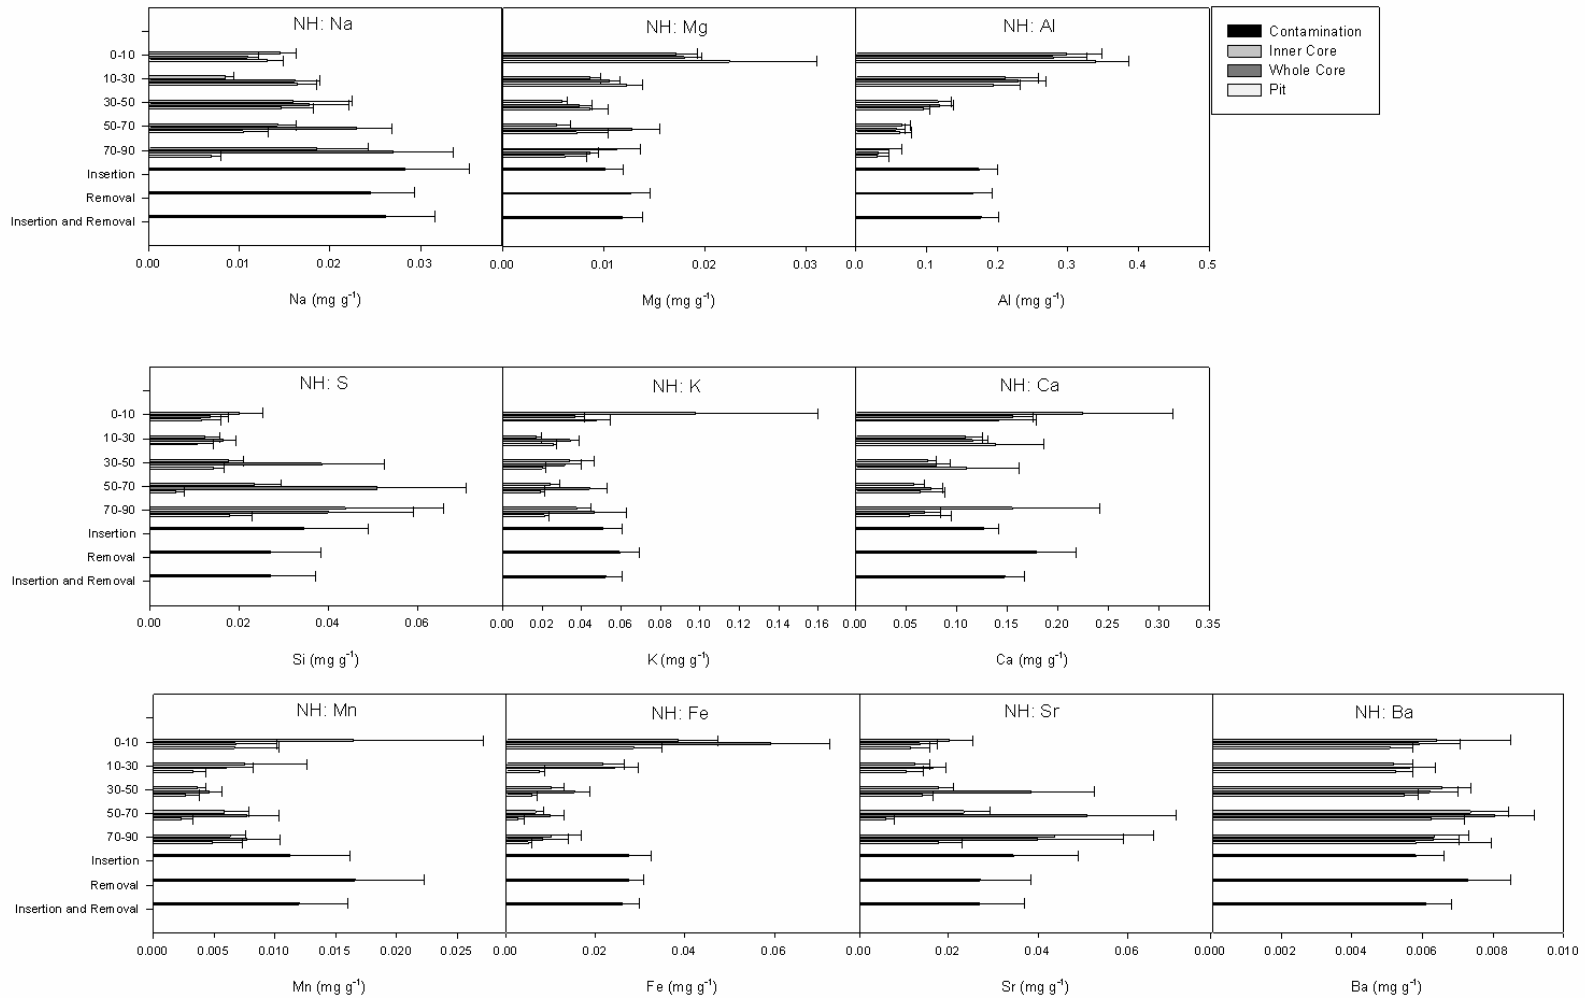 NH: Na
NH: Mg
NH: Al
Contamination
Inner Core
Whole Core
Pit
0-10
10-30
30-50
50-70
70-90
Insertion
Removal
Insertion and Removal
0.00 0.01 0.02 0.03
0.00 0.01 0.02 0.03
0.0 0.1 0.2 0.3 0.4 0.5
Na (mg g⁻¹)
Mg (mg g⁻¹)
Al (mg g⁻¹)
NH: S
NH: K
NH: Ca
0-10
10-30
30-50
50-70
70-90
Insertion
Removal
Insertion and Removal
0.00 0.02 0.04 0.06
0.00 0.02 0.04 0.06 0.08 0.10 0.12 0.14 0.16
0.00 0.05 0.10 0.15 0.20 0.25 0.30 0.35
Si (mg g⁻¹)
K (mg g⁻¹)
Ca (mg g⁻¹)
NH: Mn
NH: Fe
NH: Sr
NH: Ba
0-10
10-30
30-50
50-70
70-90
Insertion
Removal
Insertion and Removal
0.000 0.005 0.010 0.015 0.020 0.025
0.00 0.02 0.04 0.06
0.00 0.02 0.04 0.06
0.000 0.002 0.004 0.006 0.008 0.010
Mn (mg g⁻¹)
Fe (mg g⁻¹)
Sr (mg g⁻¹)
Ba (mg g⁻¹)